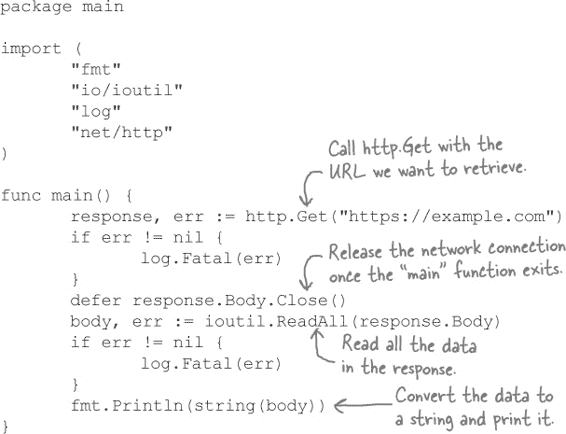 package main
import (
"fmt"
"io/ioutil"
"log"
"net/http"
)
Call http.Get with the
URL we want to retrieve.
func main() {
response, err := http.Get("https://example.com")
if err != nil {
log.Fatal(err)
}
Release the network connection
once the “main” function exits.
defer response.Body.Close()
body, err := ioutil.ReadAll(response.Body)
if err != nil {
log.Fatal(err)
}
Read all the data
in the response.
fmt.Println(string(body))
Convert the data to
a string and print it.
}